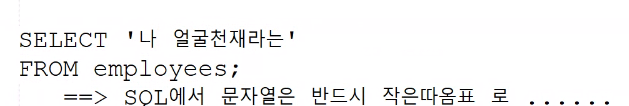 SELECT '나 얼굴천재라는'
FROM employees;
==> SQL에서 문자열은 반드시 작은따옴표 로 ......